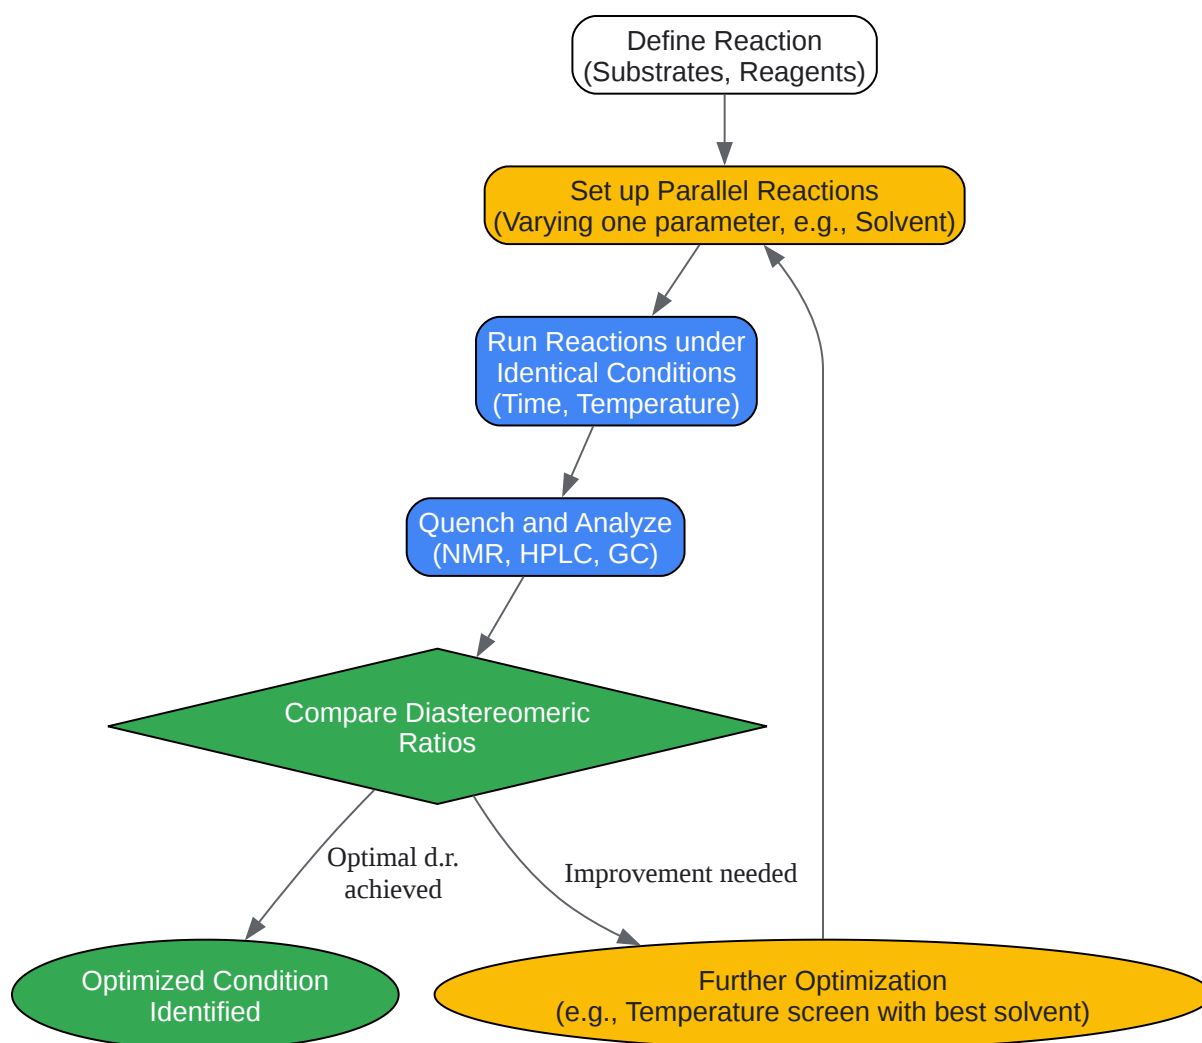 Define Reaction
(Substrates, Reagents)
Set up Parallel Reactions
(Varying one parameter, e.g., Solvent)
Run Reactions under
Identical Conditions
(Time, Temperature)
Quench and Analyze
(NMR, HPLC, GC)
Compare Diastereomeric
Ratios
Optimal d.r.
achieved
Improvement needed
Optimized Condition
Identified
Further Optimization
(e.g., Temperature screen with best solvent)